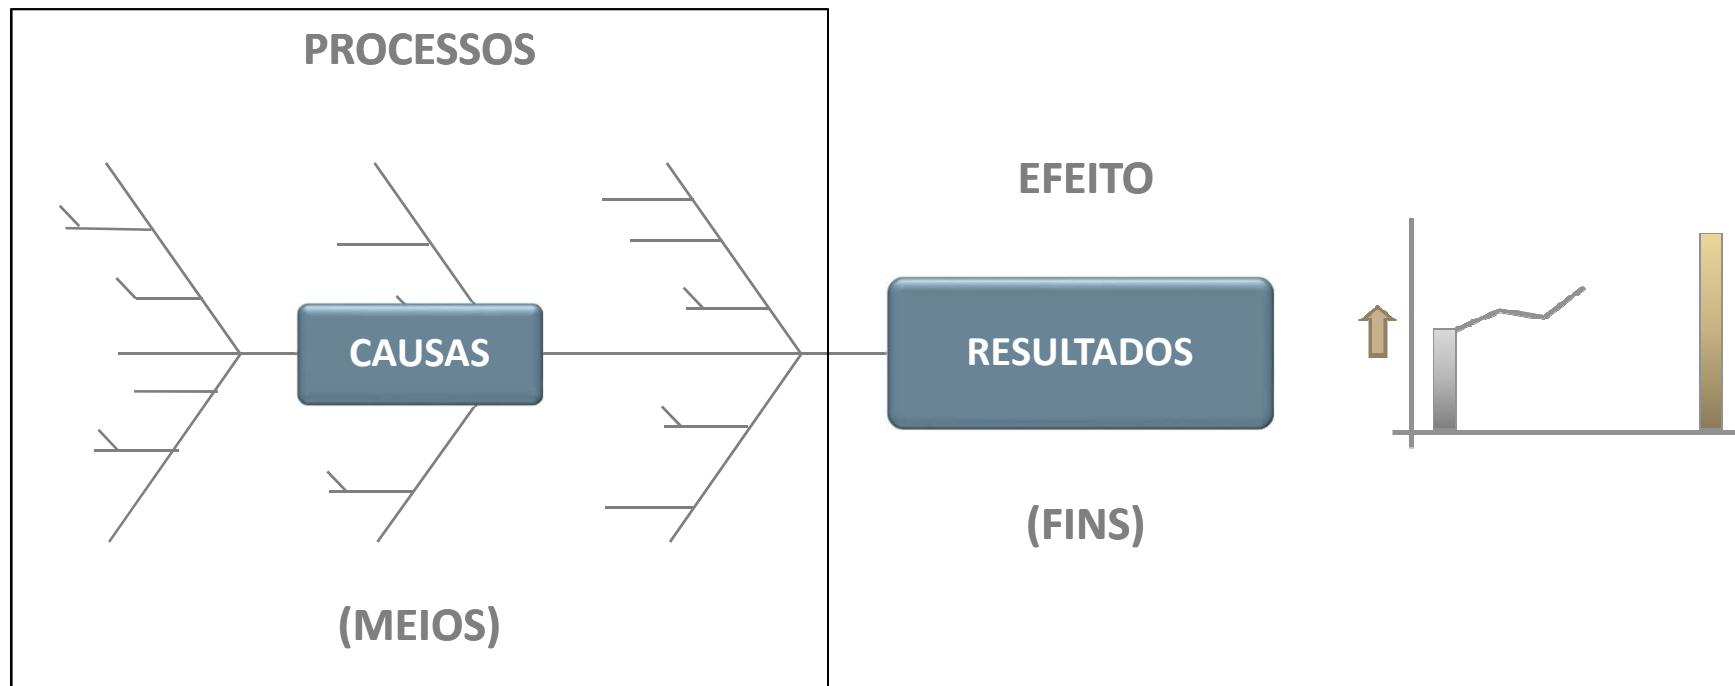 PROCESSOS
EFEITO
CAUSAS
RESULTADOS
(FINS)
(MEIOS)